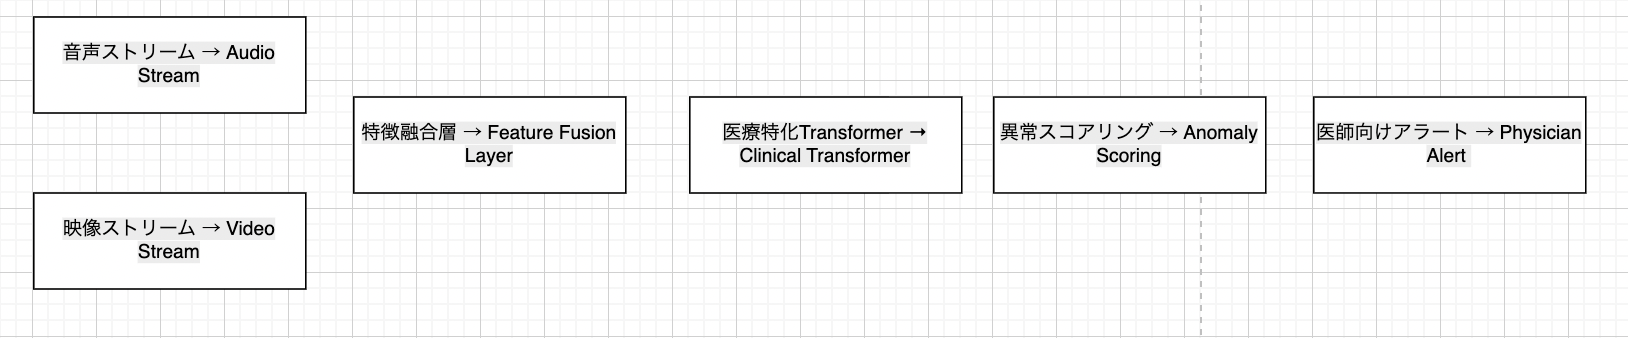 音声ストリーム → Audio
Stream
映像ストリーム → Video
Stream
特徴融合層 → Feature Fusion
Layer
医療特化Transformer →
Clinical Transformer
異常スコアリング → Anomaly
Scoring
医師向けアラート → Physician
Alert